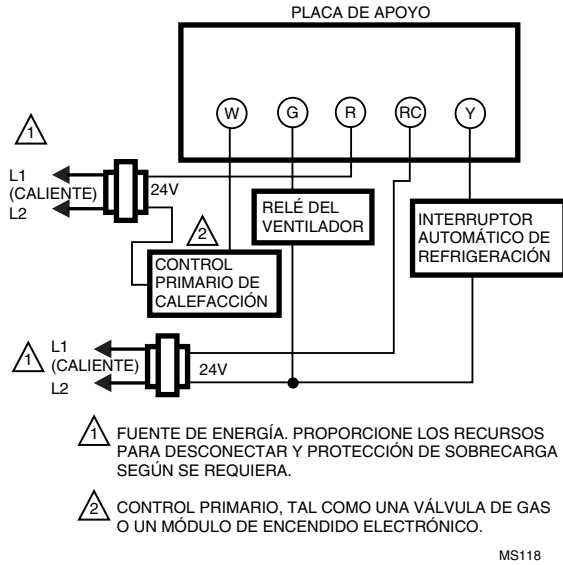 PLACA DE APOYO
W G R RC Y
1
L1
(CALIENTE)
L2
24V
2
CONTROL
PRIMARIO DE
CALEFACCIÓN
RELÉ DEL
VENTILADOR
INTERRUPTOR
AUTOMÁTICO DE
REFRIGERACIÓN
1
L1
(CALIENTE)
L2
24V
1 FUENTE DE ENERGÍA. PROPORCIONE LOS RECURSOS
PARA DESCONECTAR Y PROTECCIÓN DE SOBRECARGA
SEGÚN SE REQUIERA.
2 CONTROL PRIMARIO, TAL COMO UNA VÁLVULA DE GAS
O UN MÓDULO DE ENCENDIDO ELECTRÓNICO.
MS118